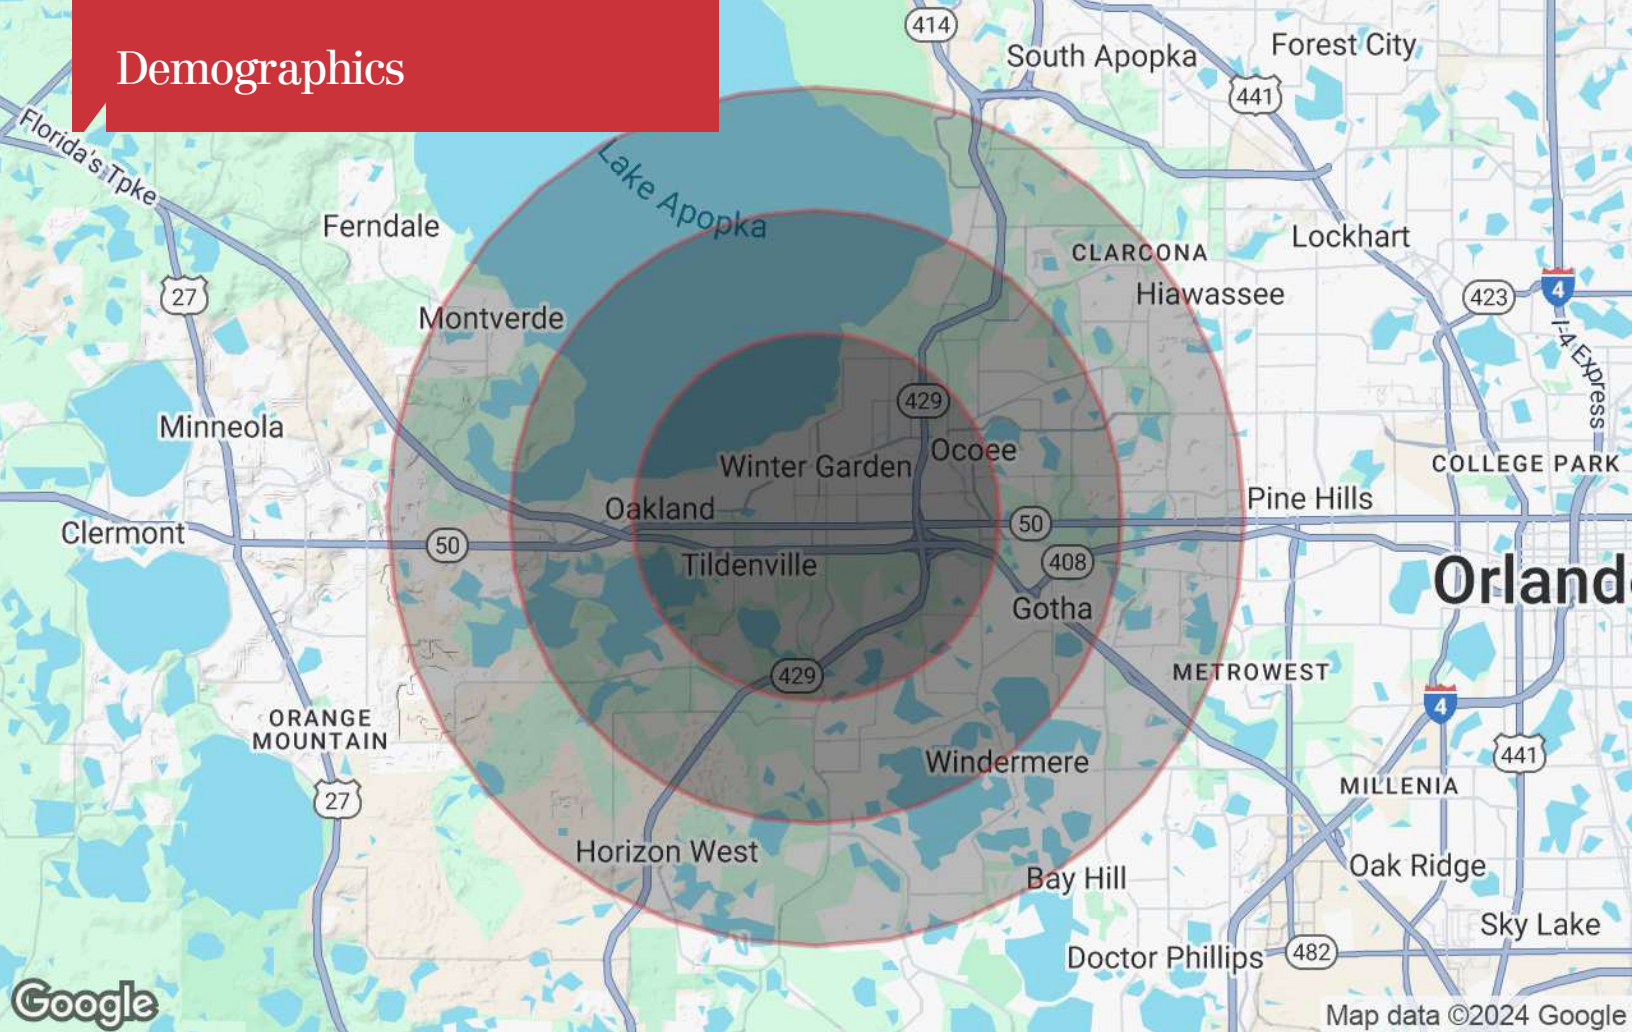 Demographics
414
South Apopka
Forest City
441
Florida's Tpke
Lake Apopka
Ferndale
Lockhart
CLARCONA
27
Hiawassee
423
4
Montverde
I-4 Express
429
Minneola
Ocoee
Winter Garden
COLLEGE PARK
Pine Hills
Oakland
50
Clermont
50
408
Tildenville
Orland
Gotha
METROWEST
429
4
ORANGE
MOUNTAIN
441
Windermere
MILLENIA
27
Horizon West
Oak Ridge
Bay Hill
Sky Lake
482
Doctor Phillips
Google
Map data ©2024 Google